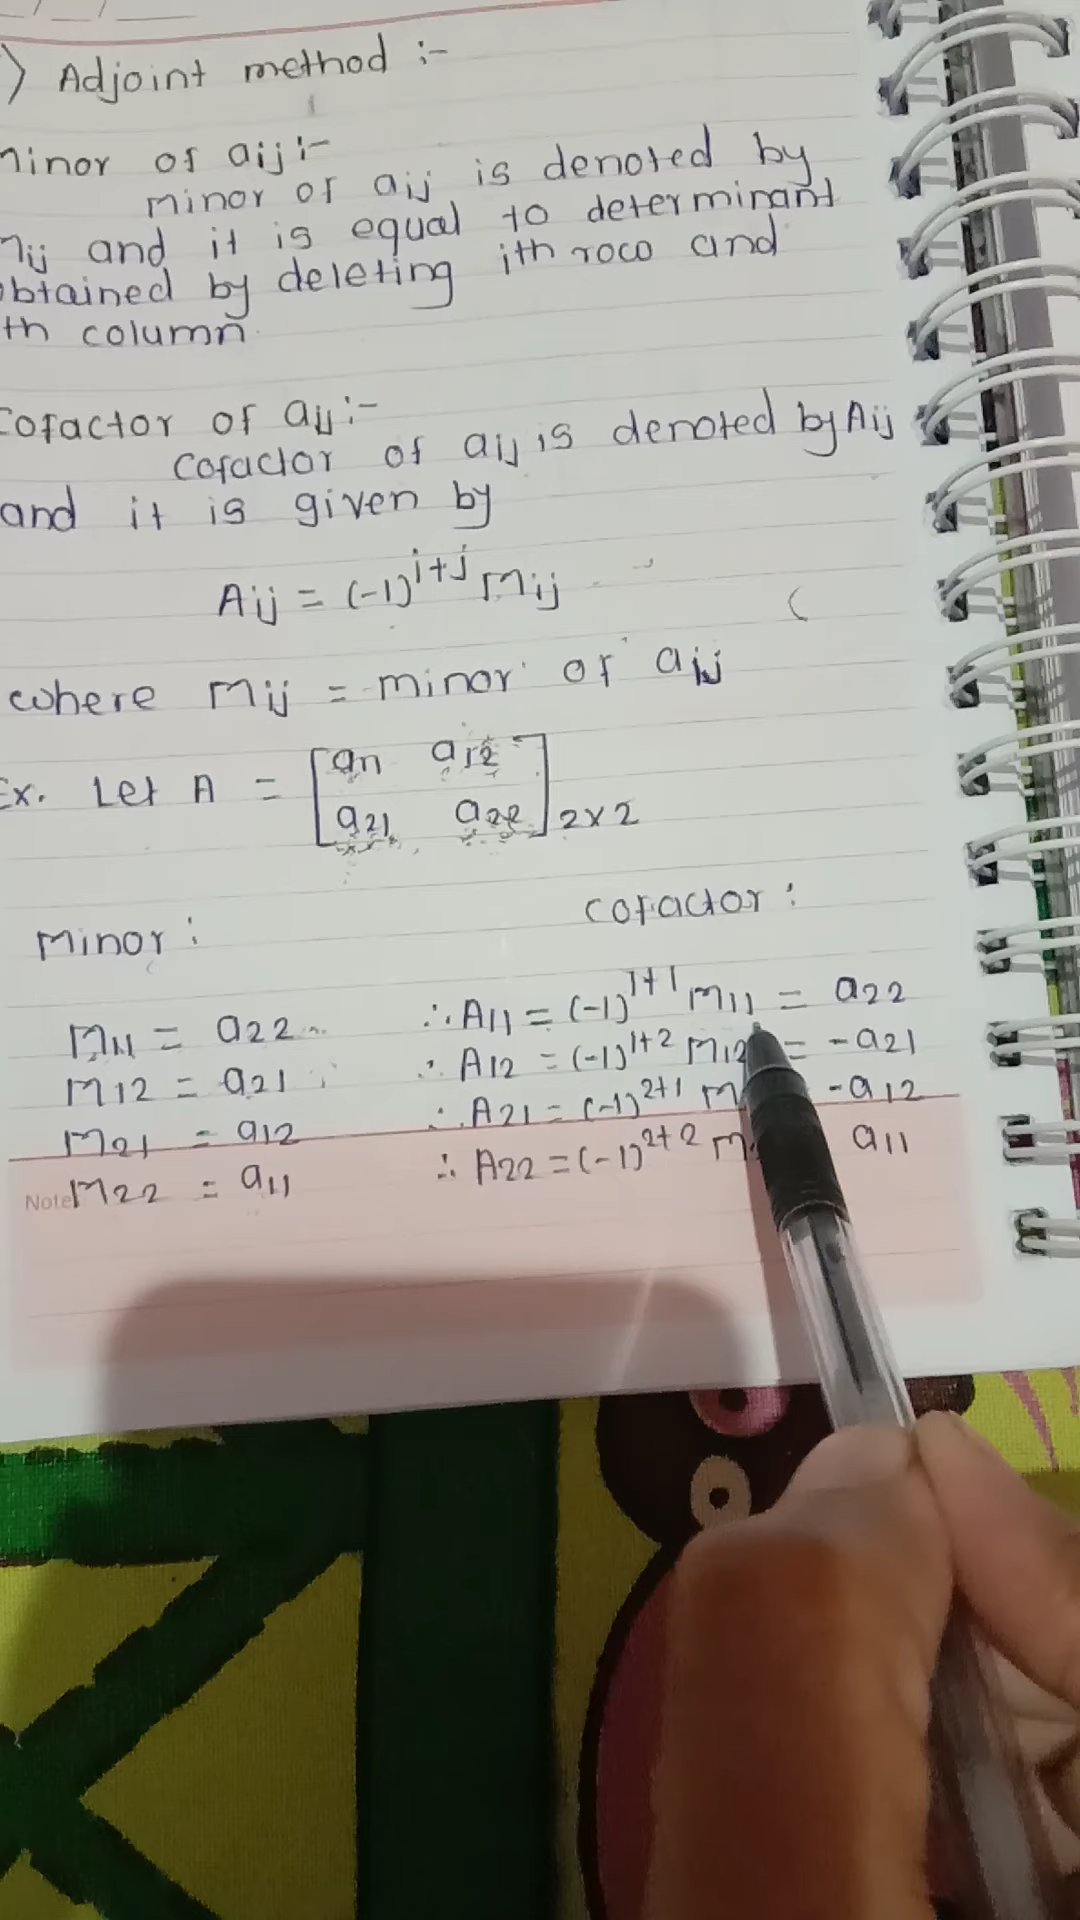 ) Adjoint method :-
ninor of aij :-
minor of aij is denoted by
mij and it is equal to determinant
obtained by deleting ith row and
th column
cofactor of aij :-
cofactor of aij is denoted by Aij
and it is given by
Aij = (-1)^i+j mij
where mij = minor of aij
Ex. Let A = [a11 a12
a21 a22] 2×2
minor : cofactor :
m11 = a22 ∴ A11 = (-1)^1+1 m11 = a22
m12 = a21 ∴ A12 = (-1)^1+2 m12 = -a21
m21 = a12 ∴ A21 = (-1)^2+1 m -a12
Note m22 = a11 ∴ A22 = (-1)^2+2 m a11